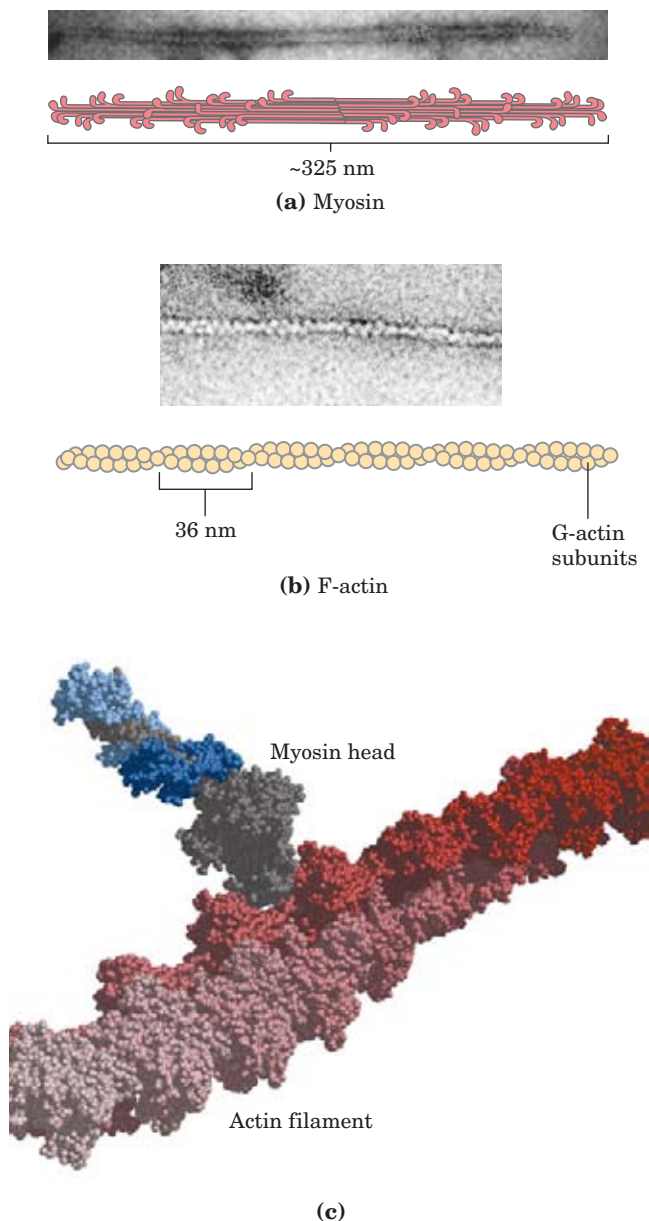 ~325 nm
(a) Myosin
36 nm
G-actin
subunits
(b) F-actin
Myosin head
Actin filament
(c)